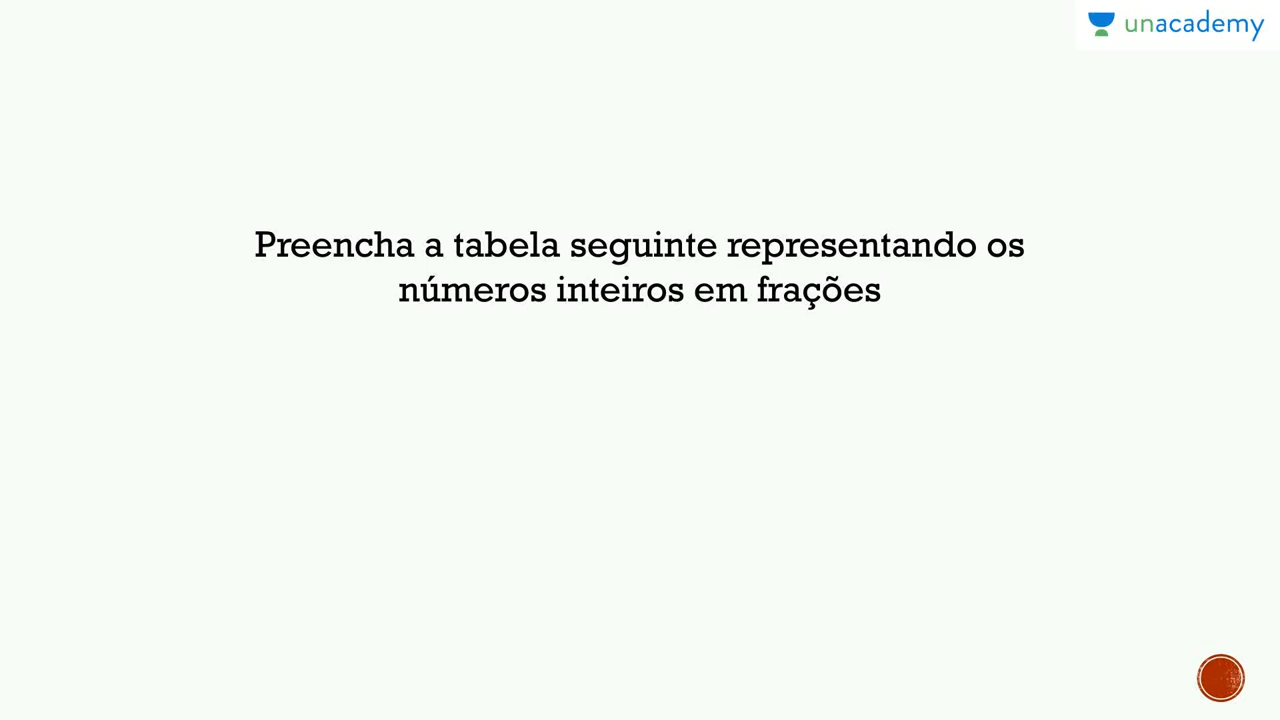 unacademy
Preencha a tabela seguinte representando os
números inteiros em frações